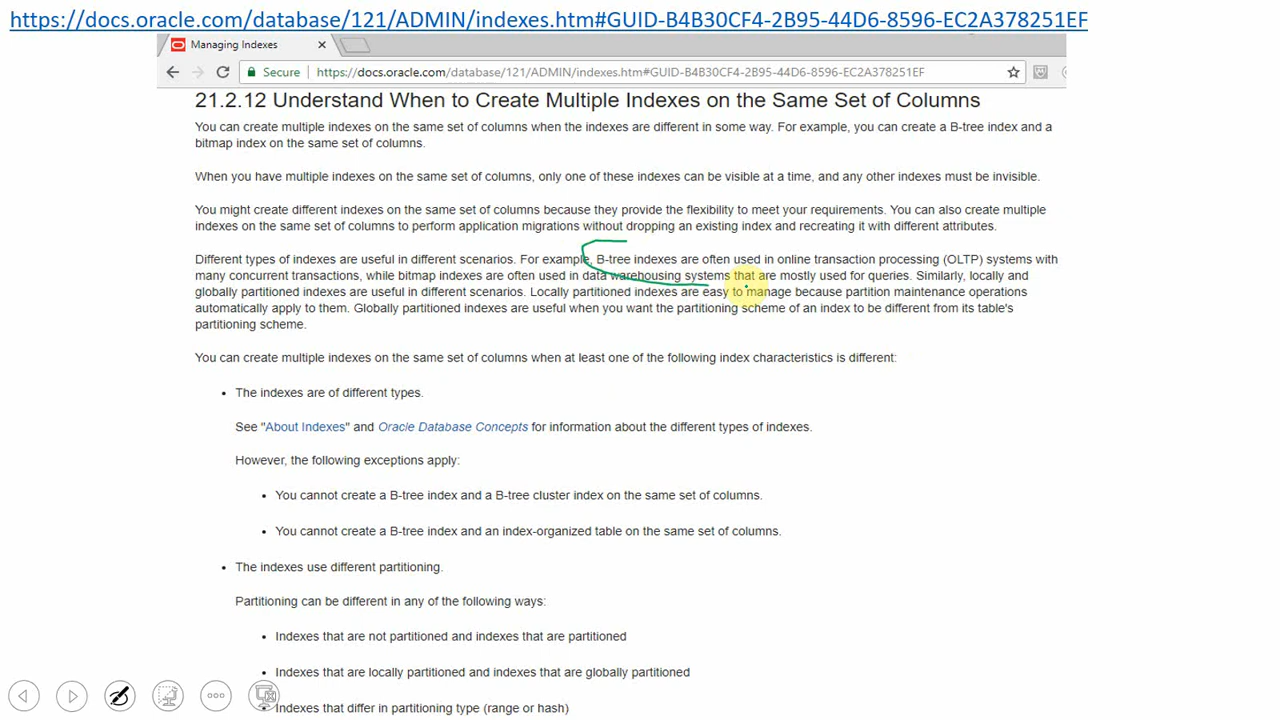 https://docs.oracle.com/database/121/ADMIN/indexes.htm#GUID-B4B30CF4-2B95-44D6-8596-EC2A378251EF
Managing Indexes
Secure https://docs.oracle.com/database/121/ADMIN/indexes.htm#GUID-B4B30CF4-2B95-44D6-8596-EC2A378251EF
21.2.12 Understand When to Create Multiple Indexes on the Same Set of Columns
You can create multiple indexes on the same set of columns when the indexes are different in some way. For example, you can create a B-tree index and a
bitmap index on the same set of columns.
When you have multiple indexes on the same set of columns, only one of these indexes can be visible at a time, and any other indexes must be invisible.
You might create different indexes on the same set of columns because they provide the flexibility to meet your requirements. You can also create multiple
indexes on the same set of columns to perform application migrations without dropping an existing index and recreating it with different attributes.
Different types of indexes are useful in different scenarios. For example, B-tree indexes are often used in online transaction processing (OLTP) systems with
many concurrent transactions, while bitmap indexes are often used in data warehousing systems that are mostly used for queries. Similarly, locally and
globally partitioned indexes are useful in different scenarios. Locally partitioned indexes are easy to manage because partition maintenance operations
automatically apply to them. Globally partitioned indexes are useful when you want the partitioning scheme of an index to be different from its table's
partitioning scheme.
You can create multiple indexes on the same set of columns when at least one of the following index characteristics is different:
• The indexes are of different types.
See "About Indexes" and Oracle Database Concepts for information about the different types of indexes.
However, the following exceptions apply:
• You cannot create a B-tree index and a B-tree cluster index on the same set of columns.
• You cannot create a B-tree index and an index-organized table on the same set of columns.
• The indexes use different partitioning.
Partitioning can be different in any of the following ways:
• Indexes that are not partitioned and indexes that are partitioned
• Indexes that are locally partitioned and indexes that are globally partitioned
• Indexes that differ in partitioning type (range or hash)